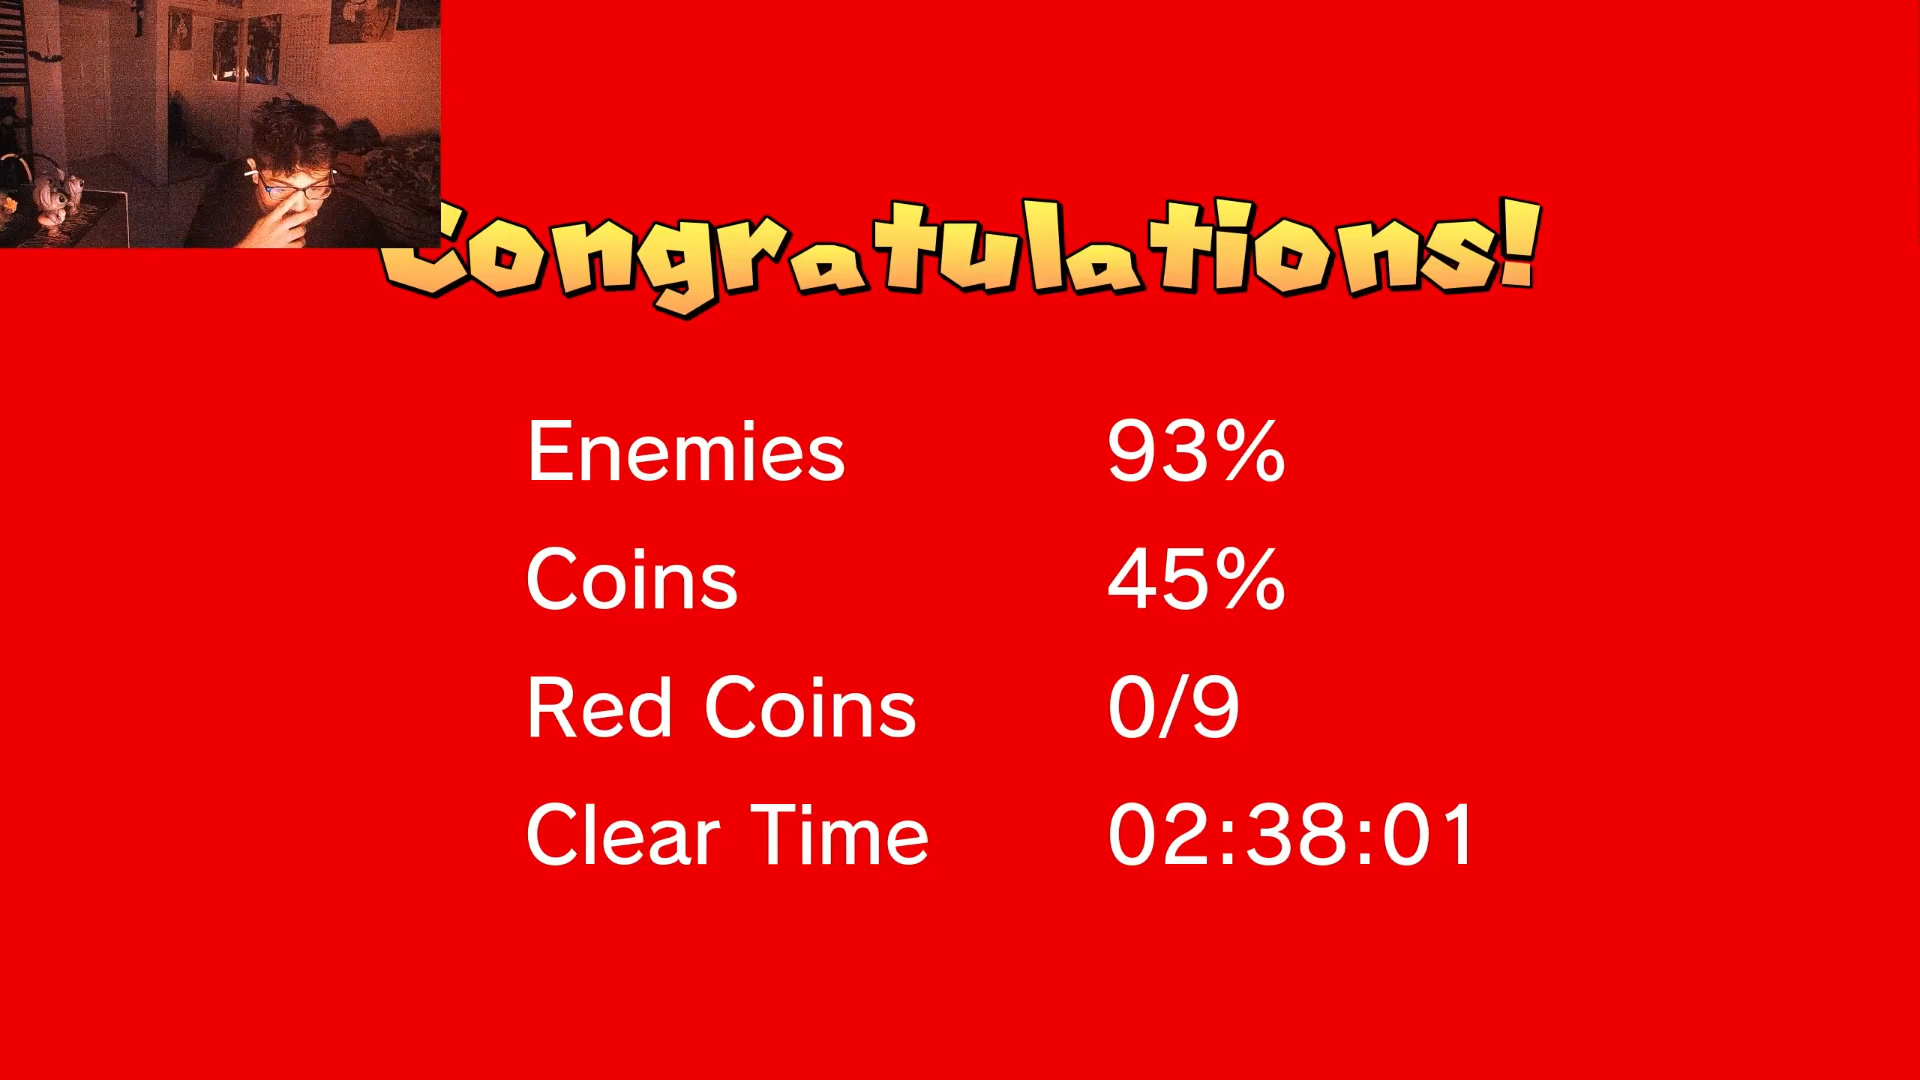 Congratulations!
Enemies 93%
Coins 45%
Red Coins 0/9
Clear Time 02:38:01